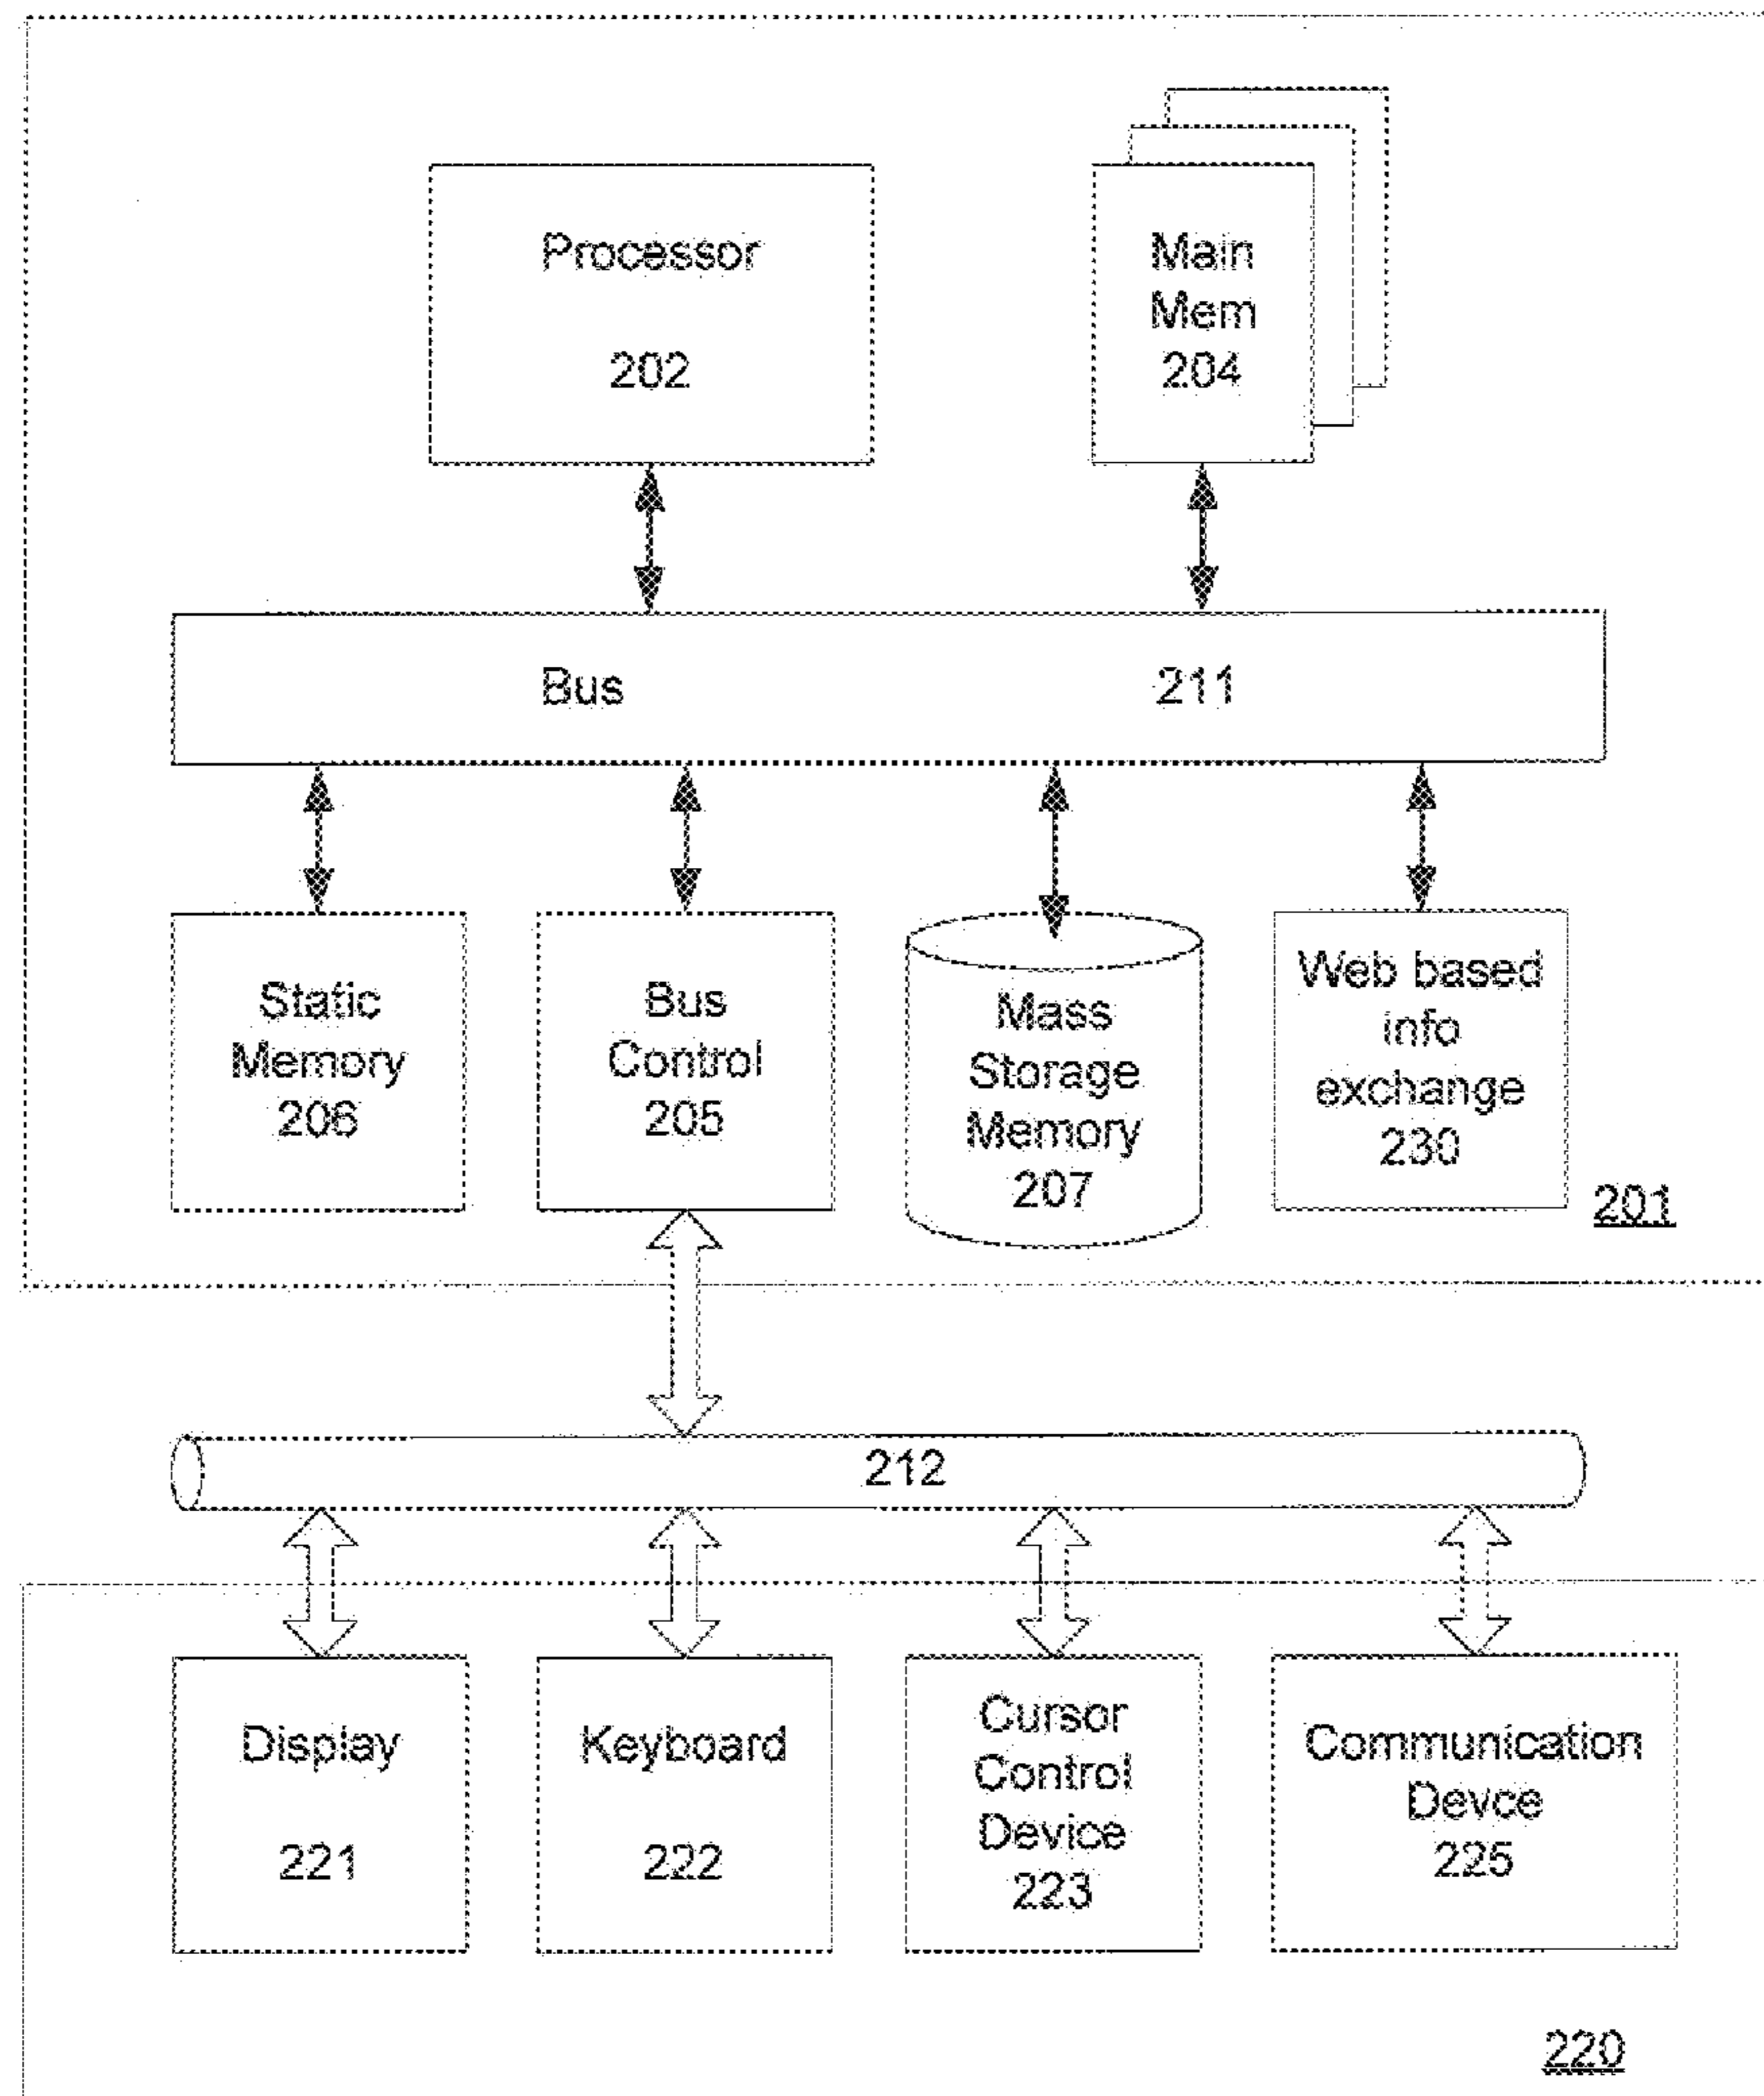 Processor
202
Main
Mem
204
Bus 211
Static
Memory
206
Bus
Control
205
Mass
Storage
Memory
207
Web based
info
exchange
230
201
212
Display
221
Keyboard
222
Cursor
Control
Device
223
Communication
Devce
225
220